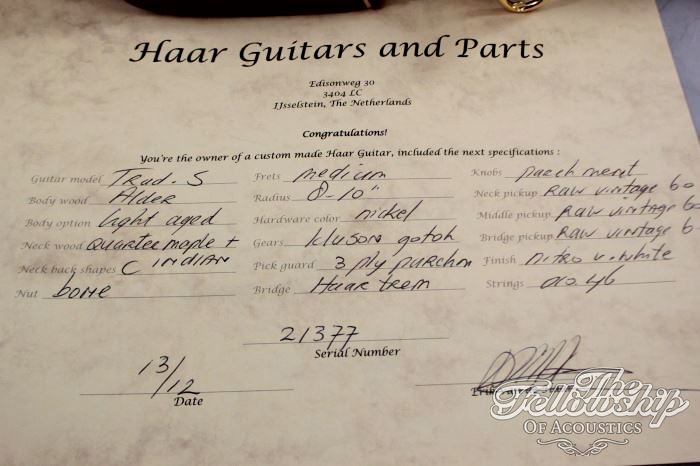 Haar Guitars and Parts
Edisonweg 30
3404 LC
IJsselstein, The Netherlands
Congratulations!
You're the owner of a custom made Haar Guitar, included the next specifications :
Guitar model Trad. S
Body wood Alder
Body option light aged
Neck wood Quarter maple +
Neck back shapes C INDIAN
Nut bone
Frets medium
Radius 10"
Hardware color nickel
Gears Kluson gotoh
Pick guard 3 ply parchm
Bridge Haar trem
Knobs parchment
Neck pickup RAW vintage 60
Middle pickup RAW vintage 60
Bridge pickup RAW vintage 6
Finish nitro v. white
Strings 010.46
21377
Serial Number
13/12
Date
The
Fellowship
OF ACOUSTICS